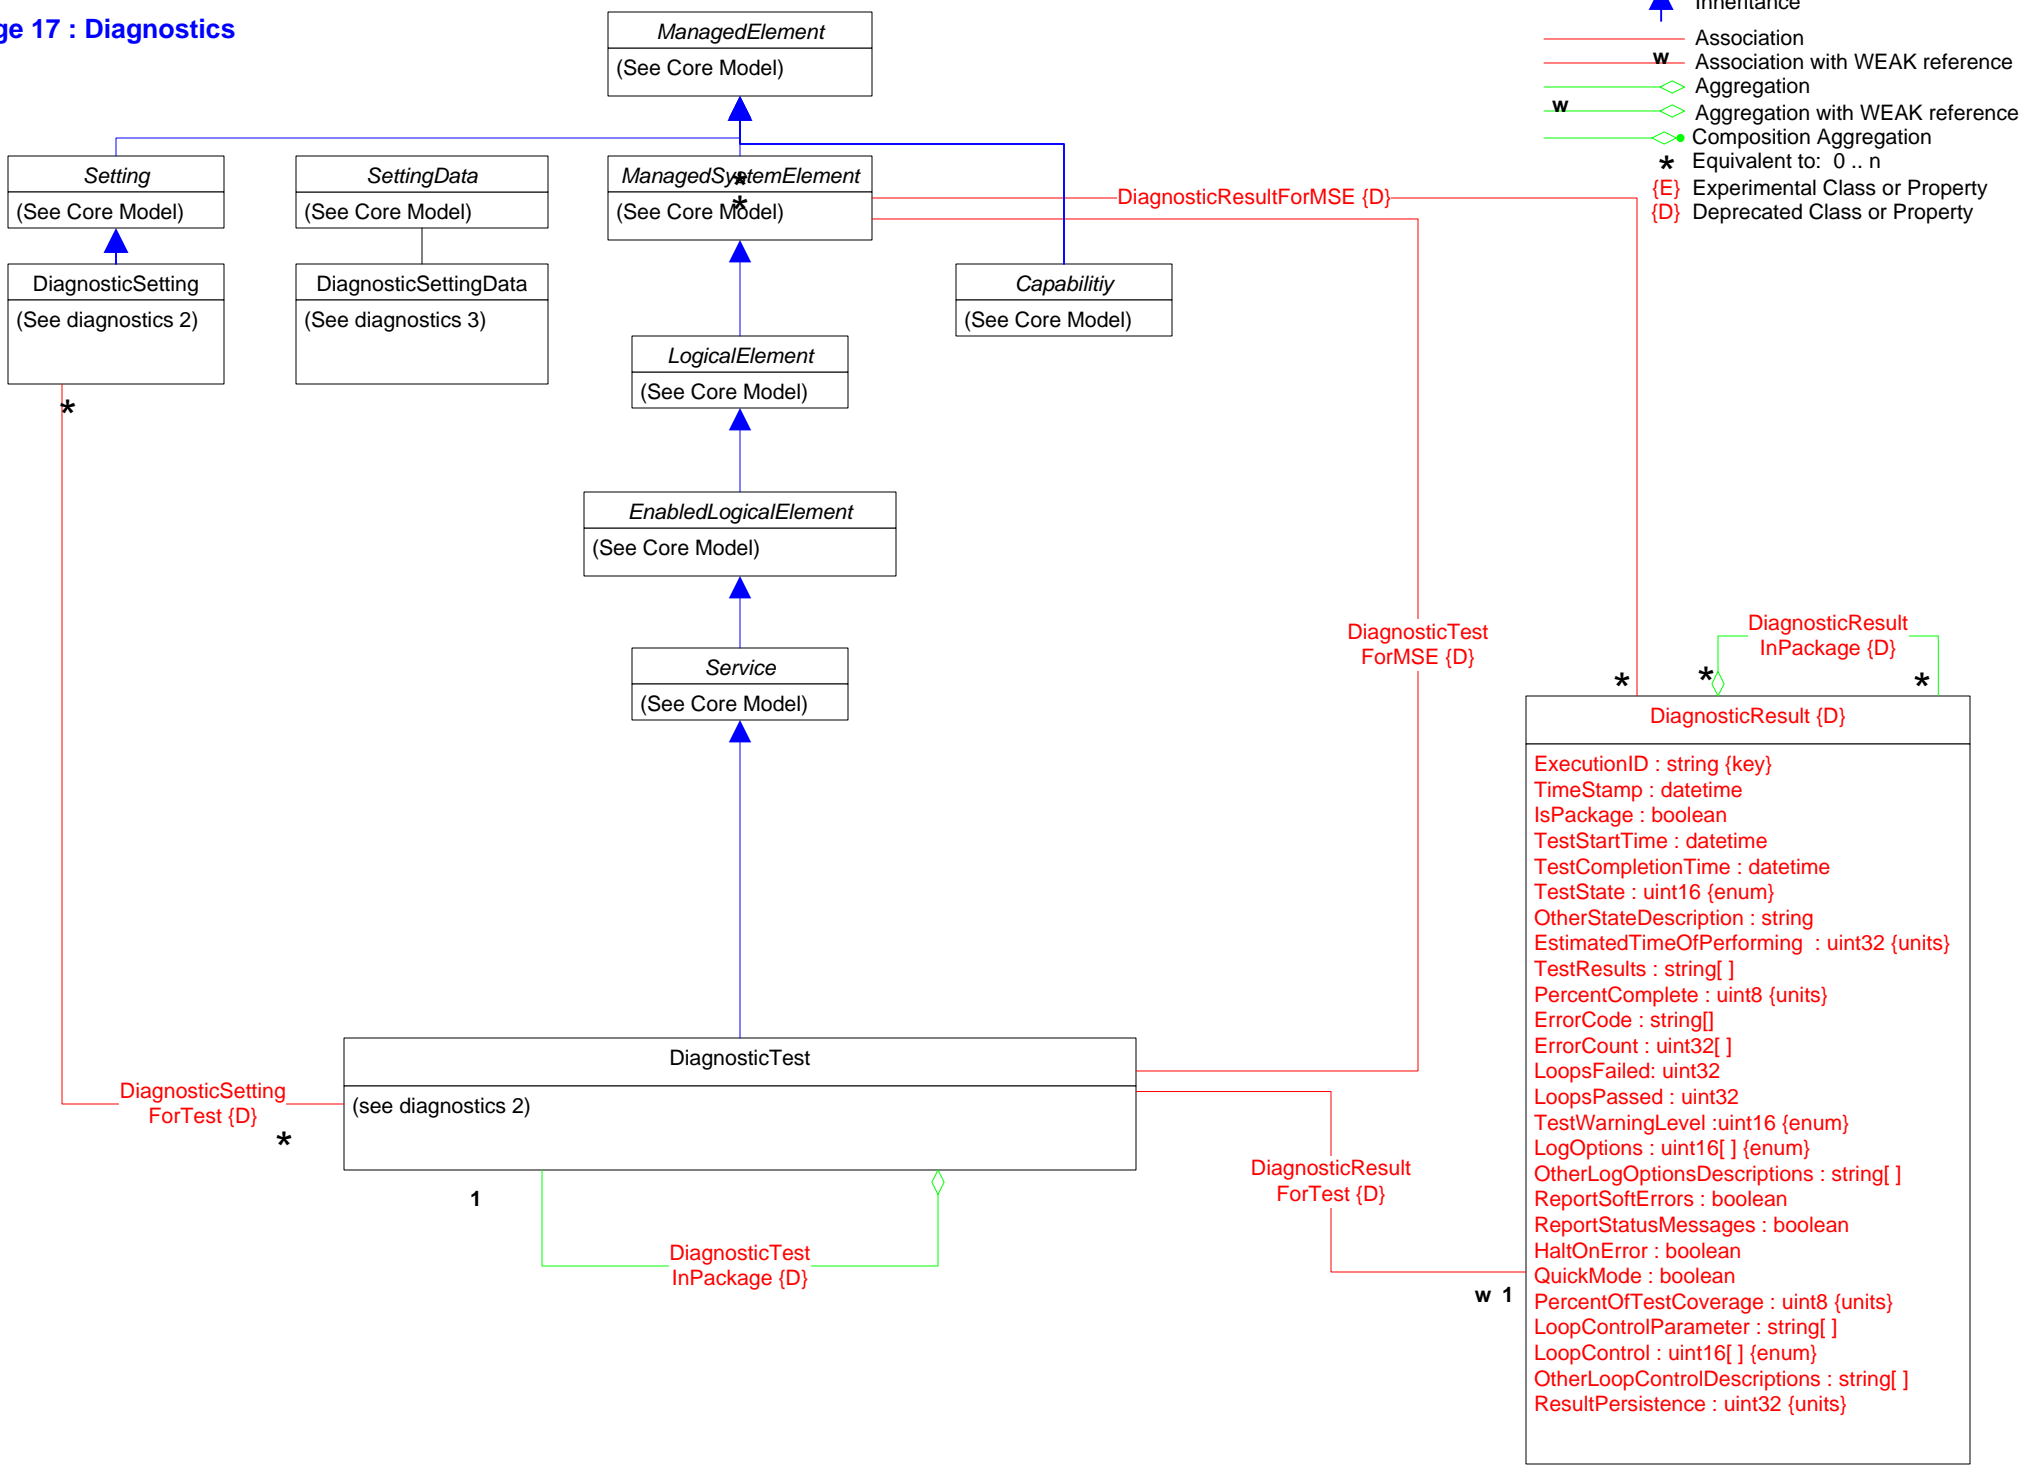 ge 17 : Diagnostics
Inheritance
Association
w
Association with WEAK reference
Aggregation
w
Aggregation with WEAK reference
Composition Aggregation
* Equivalent to: 0 .. n
{E} Experimental Class or Property
{D} Deprecated Class or Property
ManagedElement
(See Core Model)
Setting
(See Core Model)
SettingData
(See Core Model)
ManagedSystemElement
(See Core Model)
*
*
DiagnosticResultForMSE {D}
DiagnosticSetting
(See diagnostics 2)
DiagnosticSettingData
(See diagnostics 3)
Capabilitiy
(See Core Model)
LogicalElement
(See Core Model)
*
EnabledLogicalElement
(See Core Model)
Service
(See Core Model)
DiagnosticTest
ForMSE {D}
DiagnosticResult
InPackage {D}
*
*
*
DiagnosticResult {D}
ExecutionID : string {key}
TimeStamp : datetime
IsPackage : boolean
TestStartTime : datetime
TestCompletionTime : datetime
TestState : uint16 {enum}
OtherStateDescription : string
EstimatedTimeOfPerforming : uint32 {units}
TestResults : string[ ]
PercentComplete : uint8 {units}
ErrorCode : string[]
ErrorCount : uint32[ ]
LoopsFailed: uint32
LoopsPassed : uint32
TestWarningLevel :uint16 {enum}
LogOptions : uint16[ ] {enum}
OtherLogOptionsDescriptions : string[ ]
ReportSoftErrors : boolean
ReportStatusMessages : boolean
HaltOnError : boolean
QuickMode : boolean
PercentOfTestCoverage : uint8 {units}
LoopControlParameter : string[ ]
LoopControl : uint16[ ] {enum}
OtherLoopControlDescriptions : string[ ]
ResultPersistence : uint32 {units}
DiagnosticTest
(see diagnostics 2)
DiagnosticSetting
ForTest {D}
*
1
DiagnosticTest
InPackage {D}
DiagnosticResult
ForTest {D}
w 1